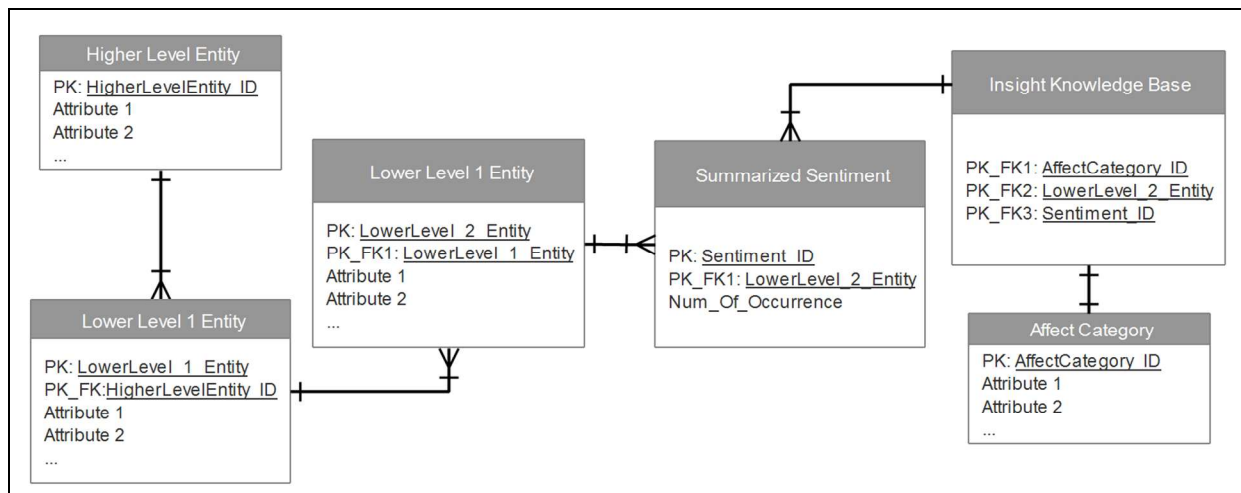 Higher Level Entity
PK: HigherLevelEntity_ID
Attribute 1
Attribute 2
...
Lower Level 1 Entity
PK: LowerLevel_1_Entity
PK_FK:HigherLevelEntity_ID
Attribute 1
Attribute 2
...
Lower Level 1 Entity
PK: LowerLevel_2_Entity
PK_FK1: LowerLevel_1_Entity
Attribute 1
Attribute 2
...
Summarized Sentiment
PK: Sentiment_ID
PK_FK1: LowerLevel_2_Entity
Num_Of_Occurrence
Insight Knowledge Base
PK_FK1: AffectCategory_ID
PK_FK2: LowerLevel_2_Entity
PK_FK3: Sentiment_ID
Affect Category
PK: AffectCategory_ID
Attribute 1
Attribute 2
...